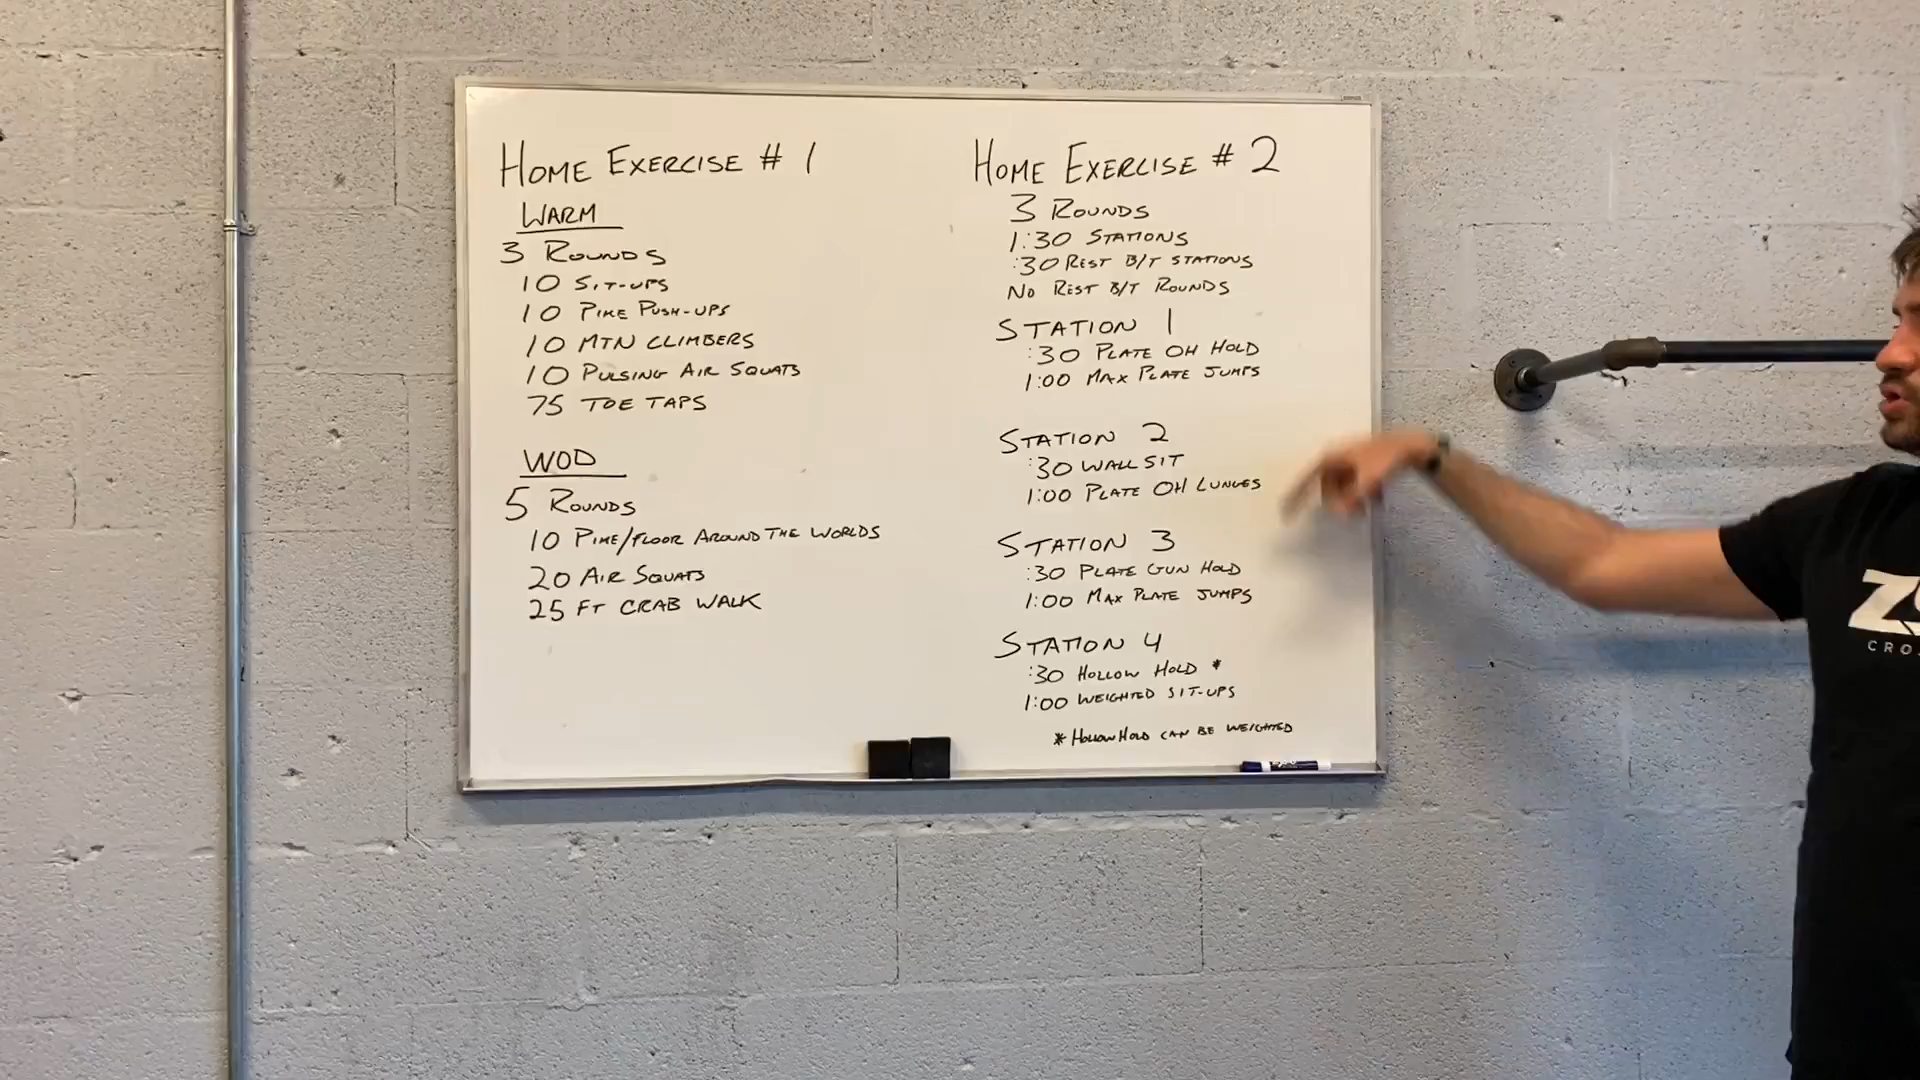 HOME EXERCISE # 1
WARM
3 ROUNDS
10 SIT-UPS
10 PIKE PUSH-UPS
10 MTN CLIMBERS
10 PULSING AIR SQUATS
75 TOE TAPS
WOD
5 ROUNDS
10 PIKE/FLOOR AROUND THE WORLDS
20 AIR SQUATS
25 FT CRAB WALK
HOME EXERCISE # 2
3 ROUNDS
1:30 STATIONS
:30 REST B/T STATIONS
NO REST B/T ROUNDS
STATION 1
:30 PLATE OH HOLD
1:00 MAX PLATE JUMPS
STATION 2
:30 WALL SIT
1:00 PLATE OH LUNGES
STATION 3
:30 PLATE GUN HOLD
1:00 MAX PLATE JUMPS
STATION 4
:30 HOLLOW HOLD *
1:00 WEIGHTED SIT-UPS
* HOLLOW HOLD CAN BE WEIGHTED